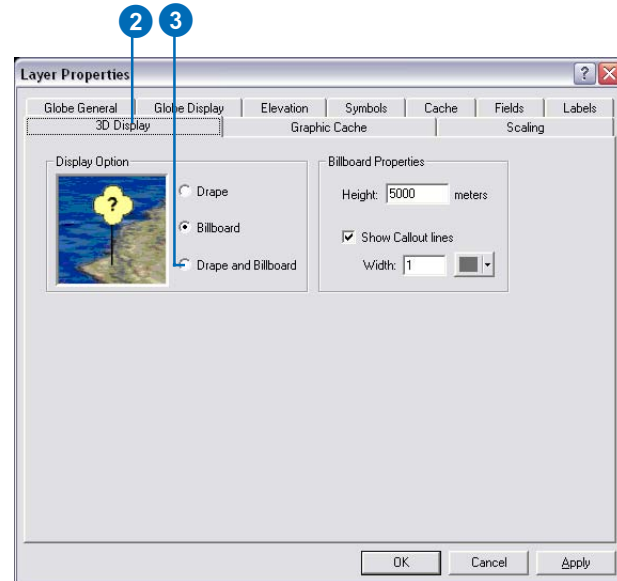 2 3
Layer Properties
?
Globe General Globe Display Elevation Symbols Cache Fields Labels
3D Display Graphic Cache Scaling
Display Option
?
Drape
Billboard
Drape and Billboard
Billboard Properties
Height: 5000 meters
Show Callout lines
Width: 1
OK Cancel Apply